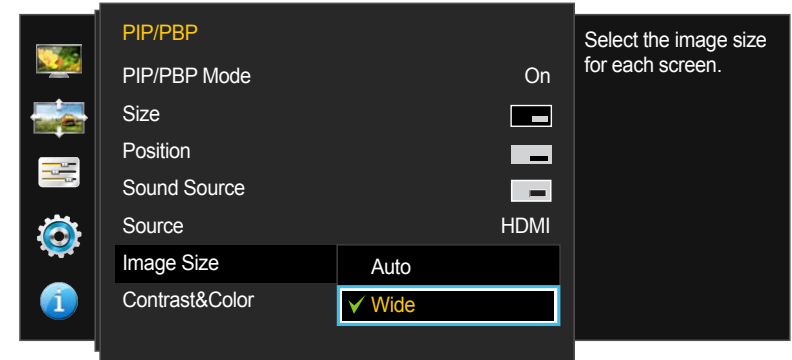 PIP/PBP
PIP/PBP Mode On
Size
Position
Sound Source
Source HDMI
Image Size Auto
Contrast&Color Wide
Select the image size
for each screen.